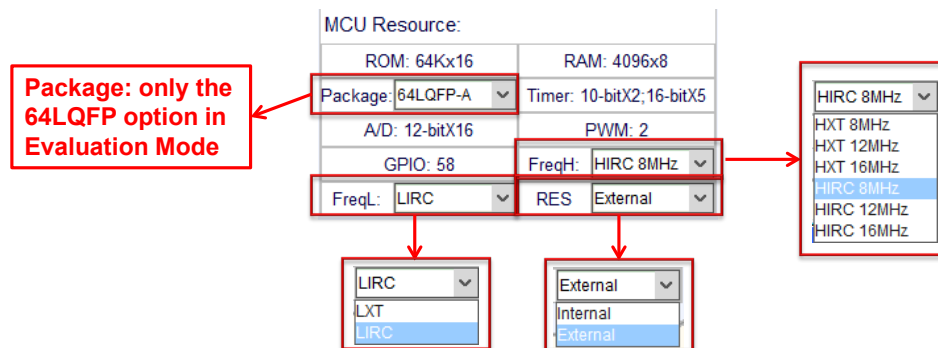 MCU Resource:
ROM: 64Kx16
RAM: 4096x8
Package: 64LQFP-A
Timer: 10-bitX2;16-bitX5
A/D: 12-bitX16
PWM: 2
GPIO: 58
FreqH: HIRC 8MHz
FreqL: LIRC
RES External
Package: only the
64LQFP option in
Evaluation Mode
HIRC 8MHz
HXT 8MHz
HXT 12MHz
HXT 16MHz
HIRC 8MHz
HIRC 12MHz
HIRC 16MHz
LIRC
LXT
LIRC
External
Internal
External